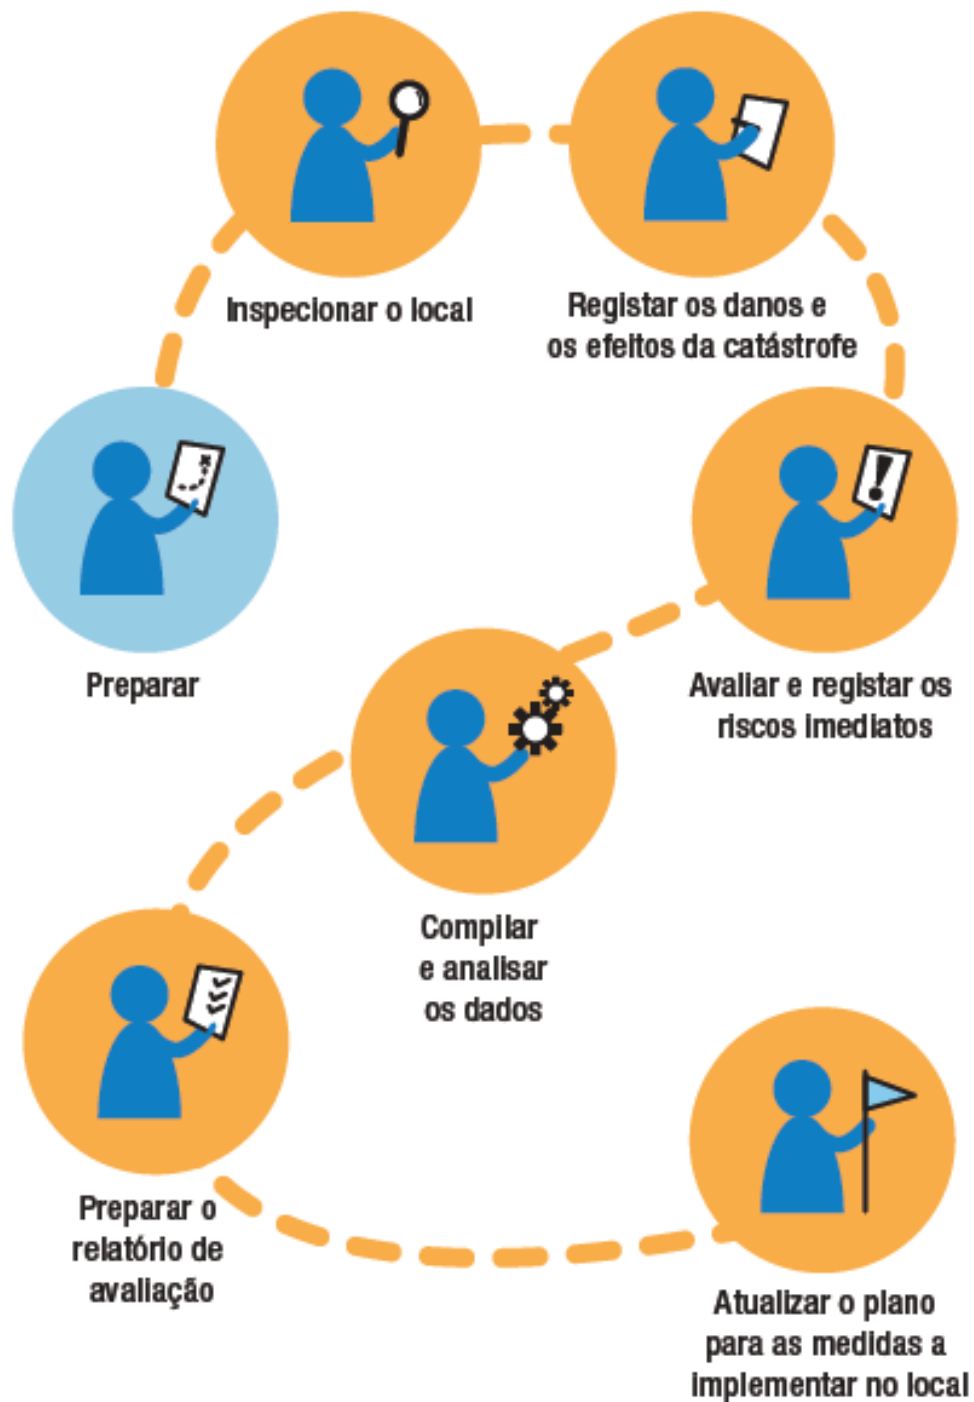 Inspecionar o local
Registar os danos e
os efeitos da catástrofe
Preparar
Avaliar e registar os
riscos imediatos
Compilar
e analisar
os dados
Preparar o
relatório de
avaliação
Atualizar o plano
para as medidas a
implementar no local